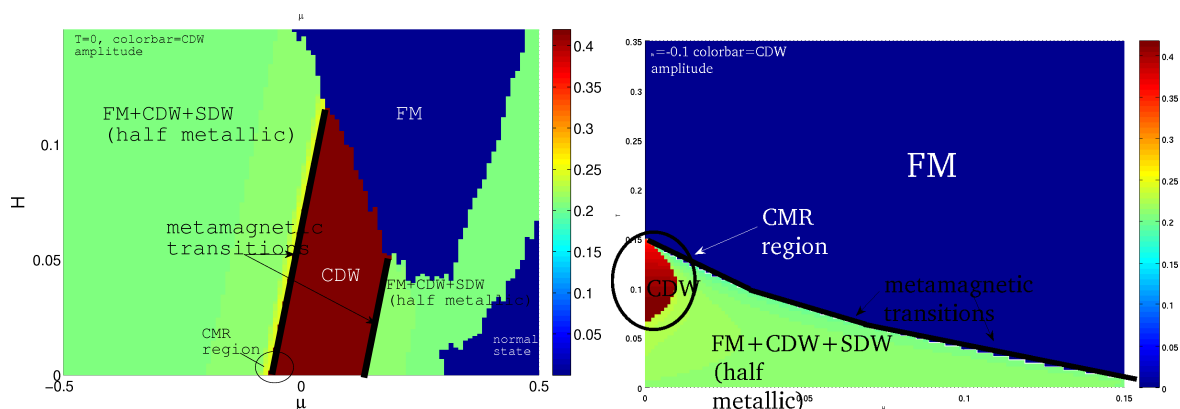 μ
T=0, colorbar=CDW
amplitude
FM+CDW+SDW
(half metallic)
FM
metamagnetic
transitions
CDW
FM+CDW+SDW
(half metallic)
CMR
region
normal
state
H
0.1
0.05
0
−0.5
0
0.5
μ
0.4
0.35
0.3
0.25
0.2
0.15
0.1
0.05
=-0.1 colorbar=CDW
amplitude
FM
CMR
region
CDW
metamagnetic
transitions
FM+CDW+SDW
(half
metallic)
0.35
0.3
0.25
0.2
0.15
0.1
0.05
0
0
0.05
0.1
0.15
0.4
0.35
0.3
0.25
0.2
0.15
0.1
0.05
0